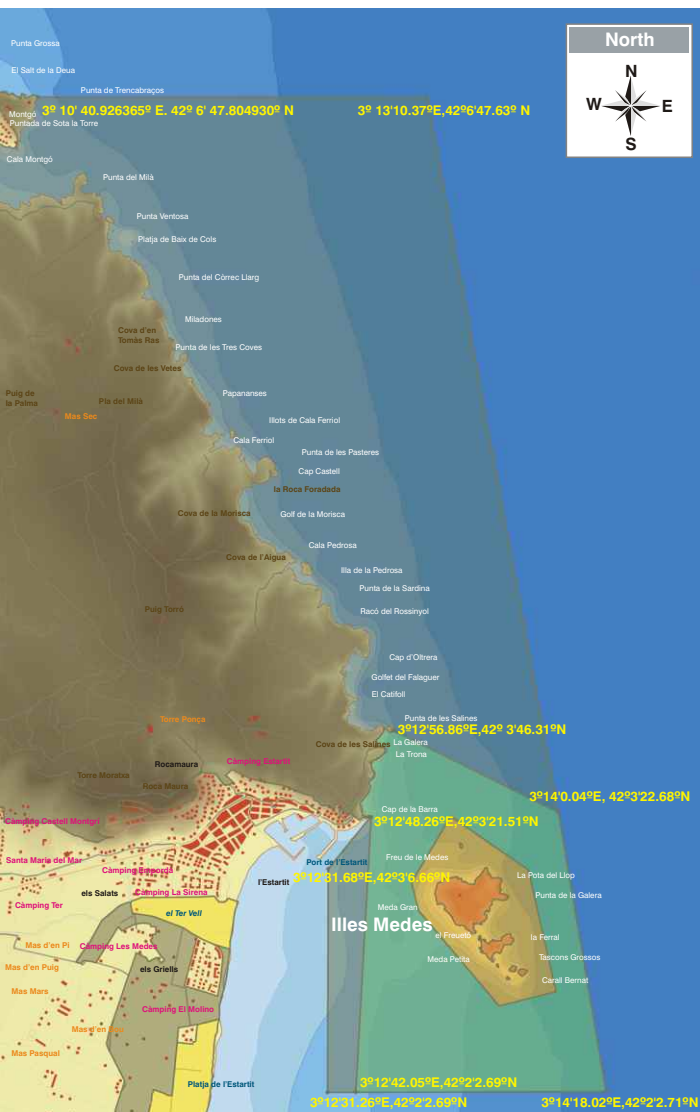 Punta Grossa
North
El Salt de la Deua
N
Punta de Trencabraços
W E
3º 10' 40.926365º E. 42º 6' 47.804930º N
3º 13'10.37ºE,42º6'47.63º N
Montgó
Puntada de Sota la Torre
S
Cala Montgó
Punta del Milà
Punta Ventosa
Platja de Baix de Cols
Punta del Còrrec Llarg
Miladones
Cova d'en
Tomàs Ras
Punta de les Tres Coves
Cova de les Vetes
Puig de
la Palma
Papananses
Pla del Milà
Mas Sec
Illots de Cala Ferriol
Cala Ferriol
Punta de les Pasteres
Cap Castell
la Roca Foradada
Cova de la Morisca
Golf de la Morisca
Cala Pedrosa
Cova de l'Aigua
Illa de la Pedrosa
Punta de la Sardina
Puig Torró
Racó del Rossinyol
Cap d'Oltrera
Golfet del Falaguer
El Catifoll
Torre Ponça
Punta de les Salines
3º12'56.86ºE,42º 3'46.31ºN
Cova de les Salines
La Galera
La Trona
Càmping Estartit
Rocamaura
Torre Moratxa
Roca Maura
3º14'0.04ºE, 42º3'22.68ºN
Cap de la Barra
Càmping Castell Montgrí
3º12'48.26ºE,42º3'21.51ºN
Santa Maria del Mar
Freu de le Medes
Port de l'Estartit
Càmping Empordà
3º12'31.68ºE,42º3'6.66ºN
La Pota del Llop
l'Estartit
els Salats
Càmping La Sirena
Punta de la Galera
Càmping Ter
Meda Gran
el Ter Vell
Illes Medes
el Freuetó
la Ferral
Mas d'en Pi
Càmping Les Medes
Meda Petita
Tascons Grossos
Mas d'en Puig
els Griells
Carall Bernat
Mas Mars
Càmping El Molino
Mas d'en
Mas Pasqual
Platja de l'Estartit
3º12'42.05ºE,42º2'2.69ºN
3º12'31.26ºE,42º2'2.69ºN
3º14'18.02ºE,42º2'2.71ºN